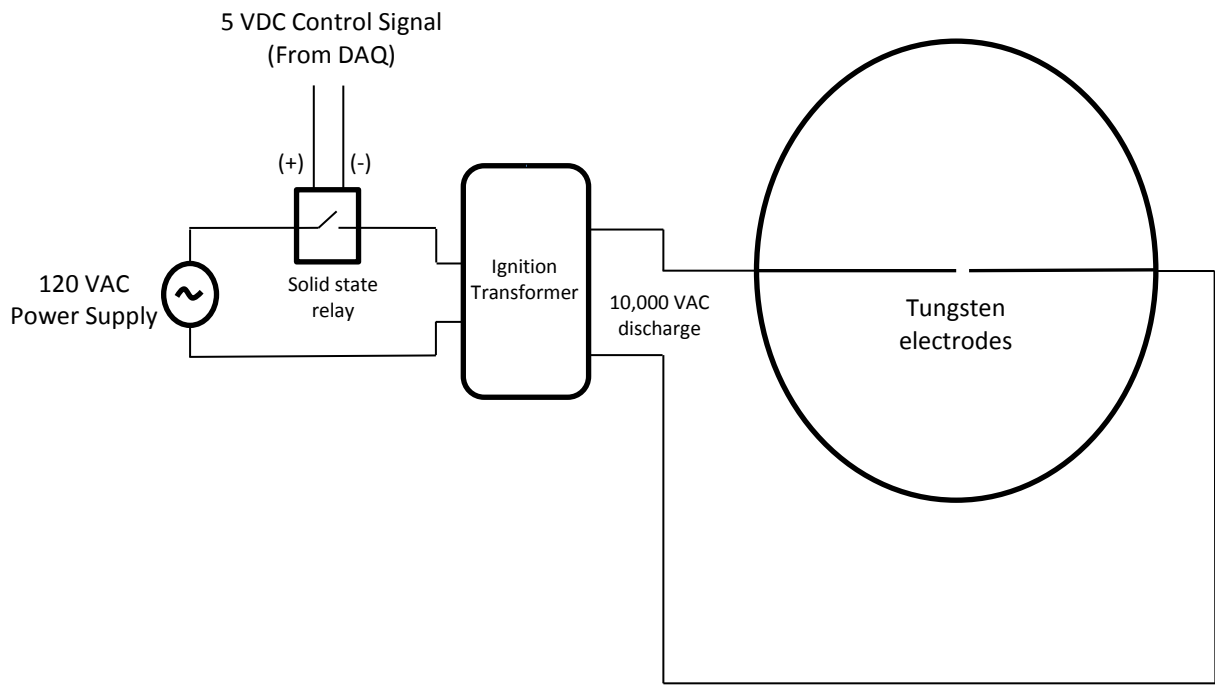 5 VDC Control Signal
(From DAQ)
(+)
(-)
120 VAC
Power Supply
Solid state
relay
Ignition
Transformer
10,000 VAC
discharge
Tungsten
electrodes